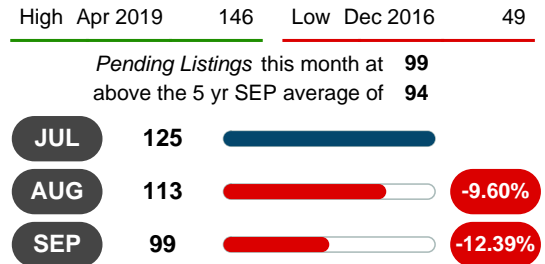 High Apr 2019 146 Low Dec 2016 49
Pending Listings this month at 99
above the 5 yr SEP average of 94
JUL 125
AUG 113 -9.60%
SEP 99 -12.39%